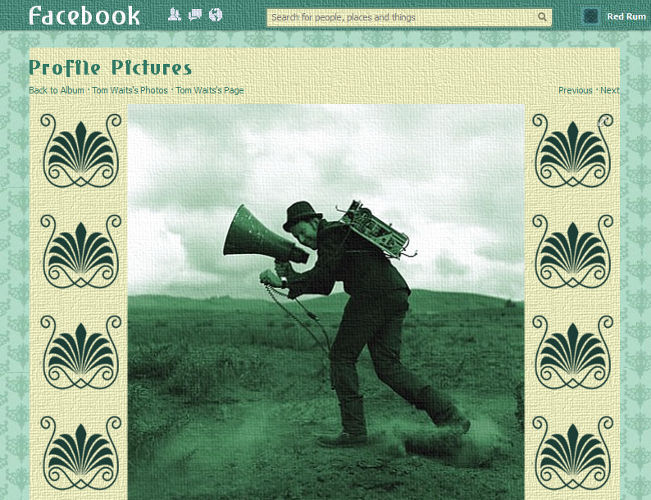 Facebook
Search for people, places and things
Red Rum
Profile Pictures
Back to Album · Tom Waits's Photos · Tom Waits's Page
Previous · Next